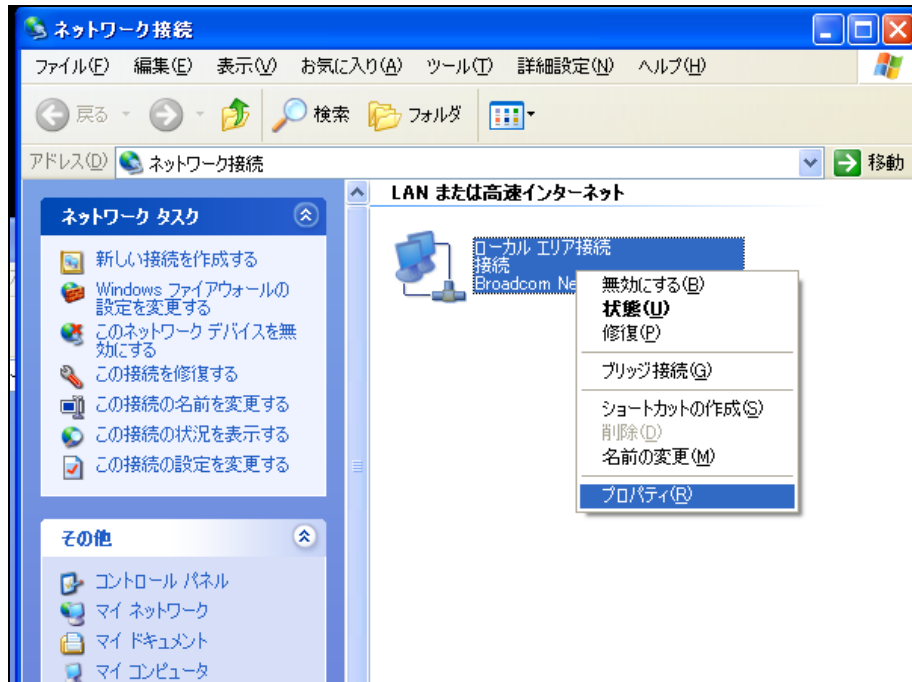 ネットワーク接続
ファイル(F) 編集(E) 表示(V) お気に入り(A) ツール(T) 詳細設定(N) ヘルプ(H)
戻る 検索 フォルダ
アドレス(D) ネットワーク接続 移動
ネットワーク タスク
新しい接続を作成する
Windows ファイアウォールの
設定を変更する
このネットワーク デバイスを無
効にする
この接続を修復する
この接続の名前を変更する
この接続の状況を表示する
この接続の設定を変更する
その他
コントロール パネル
マイ ネットワーク
マイ ドキュメント
マイ コンピュータ
LAN または高速インターネット
ローカル エリア接続
接続
Broadcom Ne
無効にする(B)
状態(U)
修復(P)
ブリッジ接続(G)
ショートカットの作成(S)
削除(D)
名前の変更(M)
プロパティ(R)